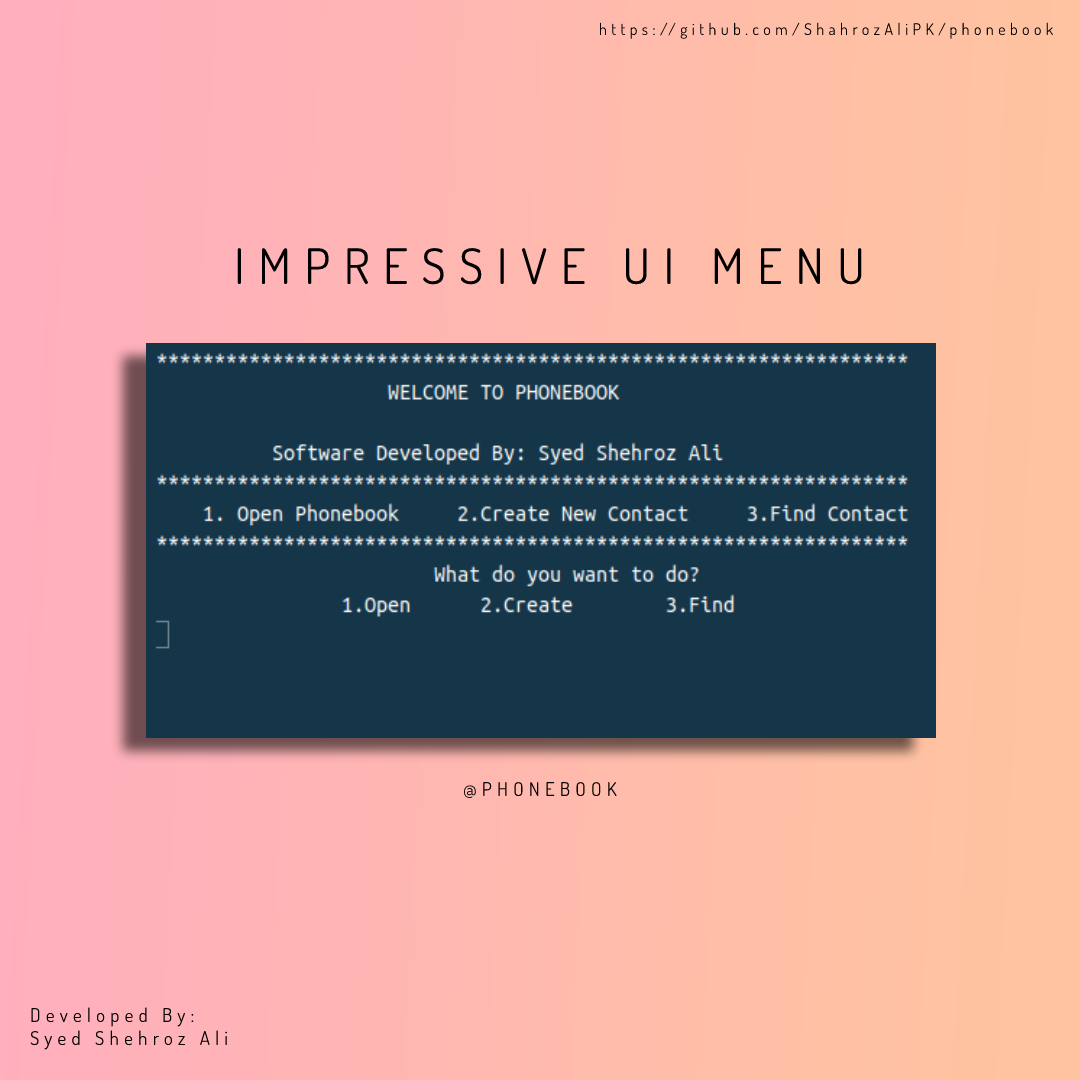 https://github.com/ShahrozAliPK/phonebook
IMPRESSIVE UI MENU
*****************************************************************
WELCOME TO PHONEBOOK
Software Developed By: Syed Shehroz Ali
*****************************************************************
1. Open Phonebook 2.Create New Contact 3.Find Contact
*****************************************************************
What do you want to do?
1.Open 2.Create 3.Find
@PHONEBOOK
Developed By:
Syed Shehroz Ali